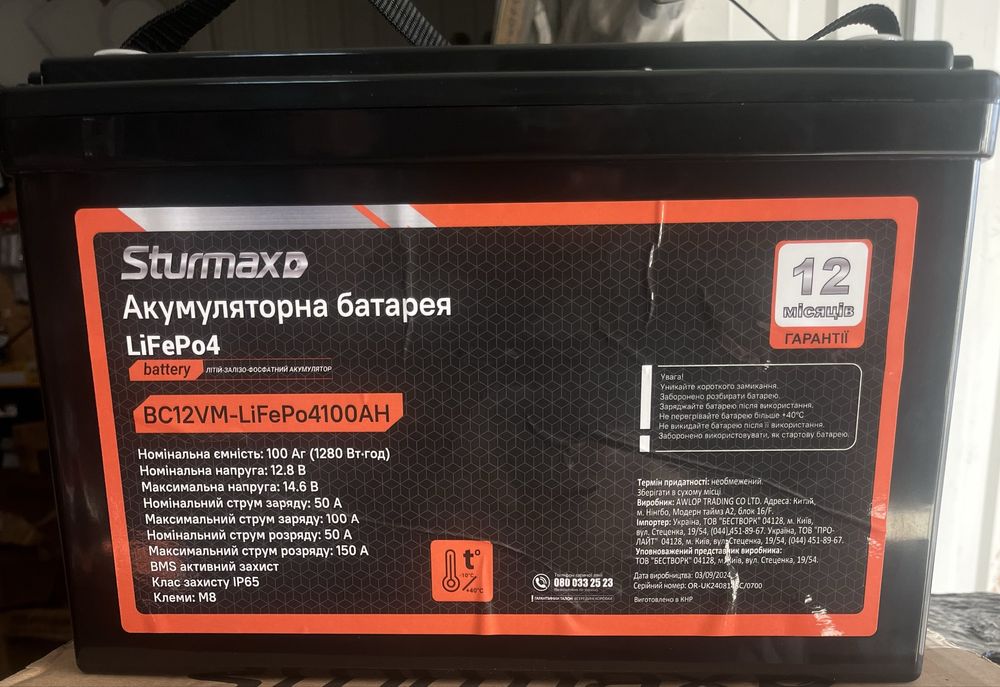 Sturmax
Акумуляторна батарея
LiFePo4
battery
ЛІТІЙ-ЗАЛІЗО-ФОСФАТНИЙ АКУМУЛЯТОР
BC12VM-LiFePo4100AH
Номінальна ємність: 100 Аг (1280 Вт·год)
Номінальна напруга: 12.8 В
Максимальна напруга: 14.6 В
Номінальний струм заряду: 50 А
Максимальний струм заряду: 100 А
Номінальний струм розряду: 50 А
Максимальний струм розряду: 150 А
BMS активний захист
Клас захисту IP65
Клеми: М8
t°
-10°C
+40°C
080 033 25 23
12
місяців
ГАРАНТІЇ
Увага!
Уникайте короткого замикання.
Заборонено розбирати батарею.
Заряджайте батарею після використання.
Не перегрівайте батарею більше +40°C
Не викидайте батарею після її використання.
Заборонено використовувати, як стартову батарею.
Термін придатності: необмежений.
Зберігати в сухому місці.
Виробник: AWLOP TRADING CO LTD. Адреса: Китай,
м. Нінгбо, Модерн таймз А2, блок 16/F.
Імпортер: Україна, ТОВ "БЕСТВОРК" 04128, м. Київ,
вул. Стеценка, 19/54, (044) 451-89-67. Україна, ТОВ "ПРО-
ЛАЙТ" 04128, м. Київ, вул. Стеценка, 19/54, (044) 451-89-67.
Уповноважений представник виробника:
ТОВ "БЕСТВОРК" 04128, м. Київ, вул. Стеценка, 19/54.
Дата виробництва: 03/09/2024
Серійний номер:
Виготовлено в КНР